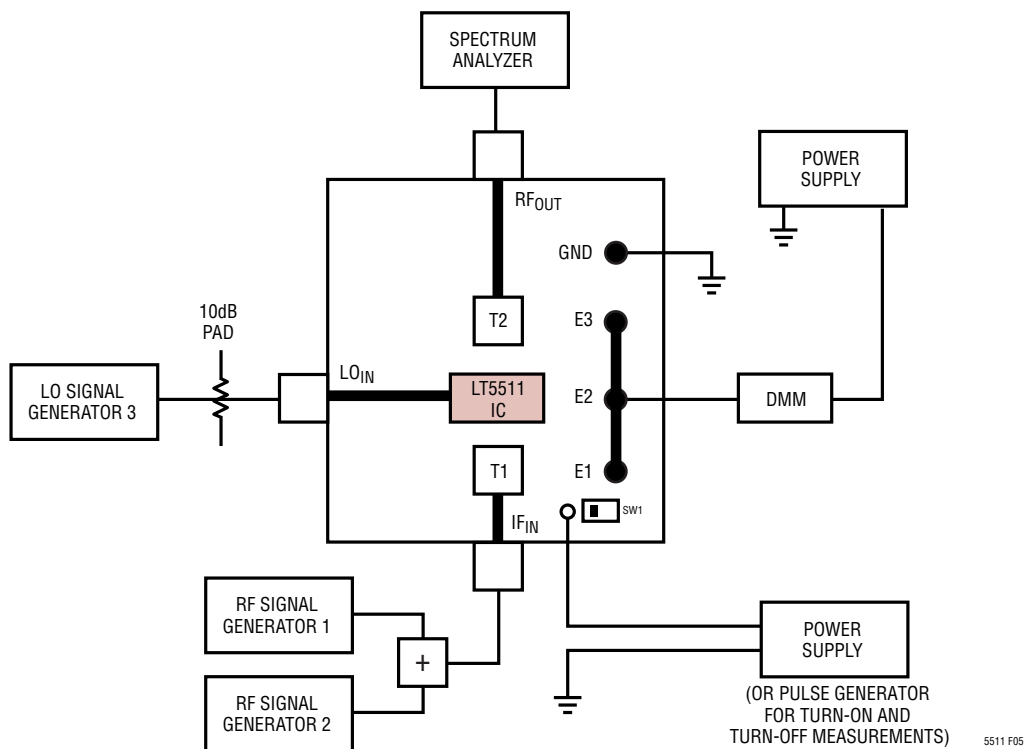 SPECTRUM
ANALYZER
POWER
SUPPLY
RFOUT
GND
T2
E3
10dB
PAD
LO SIGNAL
GENERATOR 3
LOIN
LT5511
IC
E2
DMM
T1
E1
SW1
IFIN
RF SIGNAL
GENERATOR 1
+
RF SIGNAL
GENERATOR 2
POWER
SUPPLY
(OR PULSE GENERATOR
FOR TURN-ON AND
TURN-OFF MEASUREMENTS)
5511 F05